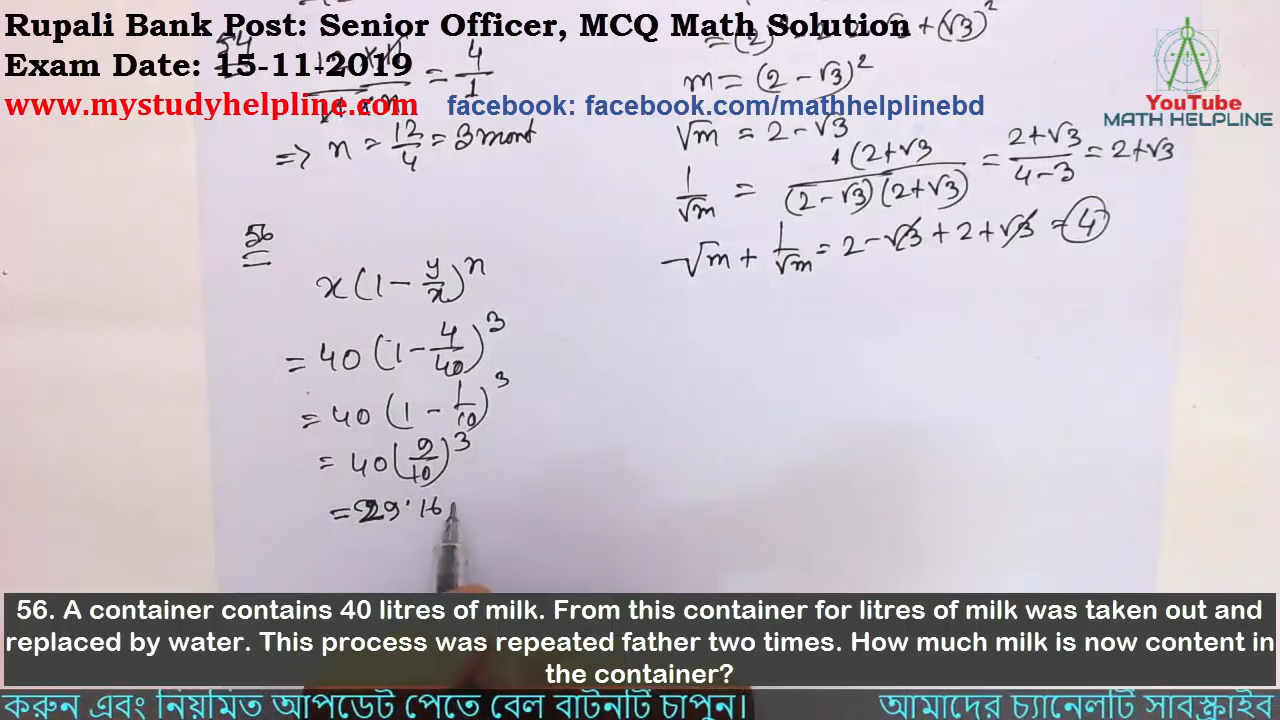 Rupali Bank Post: Senior Officer, MCQ Math Solution
Exam Date: 15-11-2019
www.mystudyhelpline.com facebook: facebook.com/mathhelplinebd
YouTube
MATH HELPLINE
54
= 4/1
=> n = 12/4 = 3 mont
m = (2 - √3)²
√m = 2 - √3
1/√m = 1(2+√3 / (2-√3)(2+√3) = 2+√3 / 4-3 = 2+√3
√m + 1/√m = 2 - √3 + 2 + √3 = 4
56
x(1 - y/x)ⁿ
= 40 (1 - 4/40)³
= 40 (1 - 1/10)³
= 40 (9/10)³
= 29.16
56. A container contains 40 litres of milk. From this container for litres of milk was taken out and
replaced by water. This process was repeated father two times. How much milk is now content in
the container?
করুন এবং নিয়মিত আপডেট পেতে বেল বাটনটি চাপুন। আমাদের চ্যানেলটি সাবস্ক্রাইব